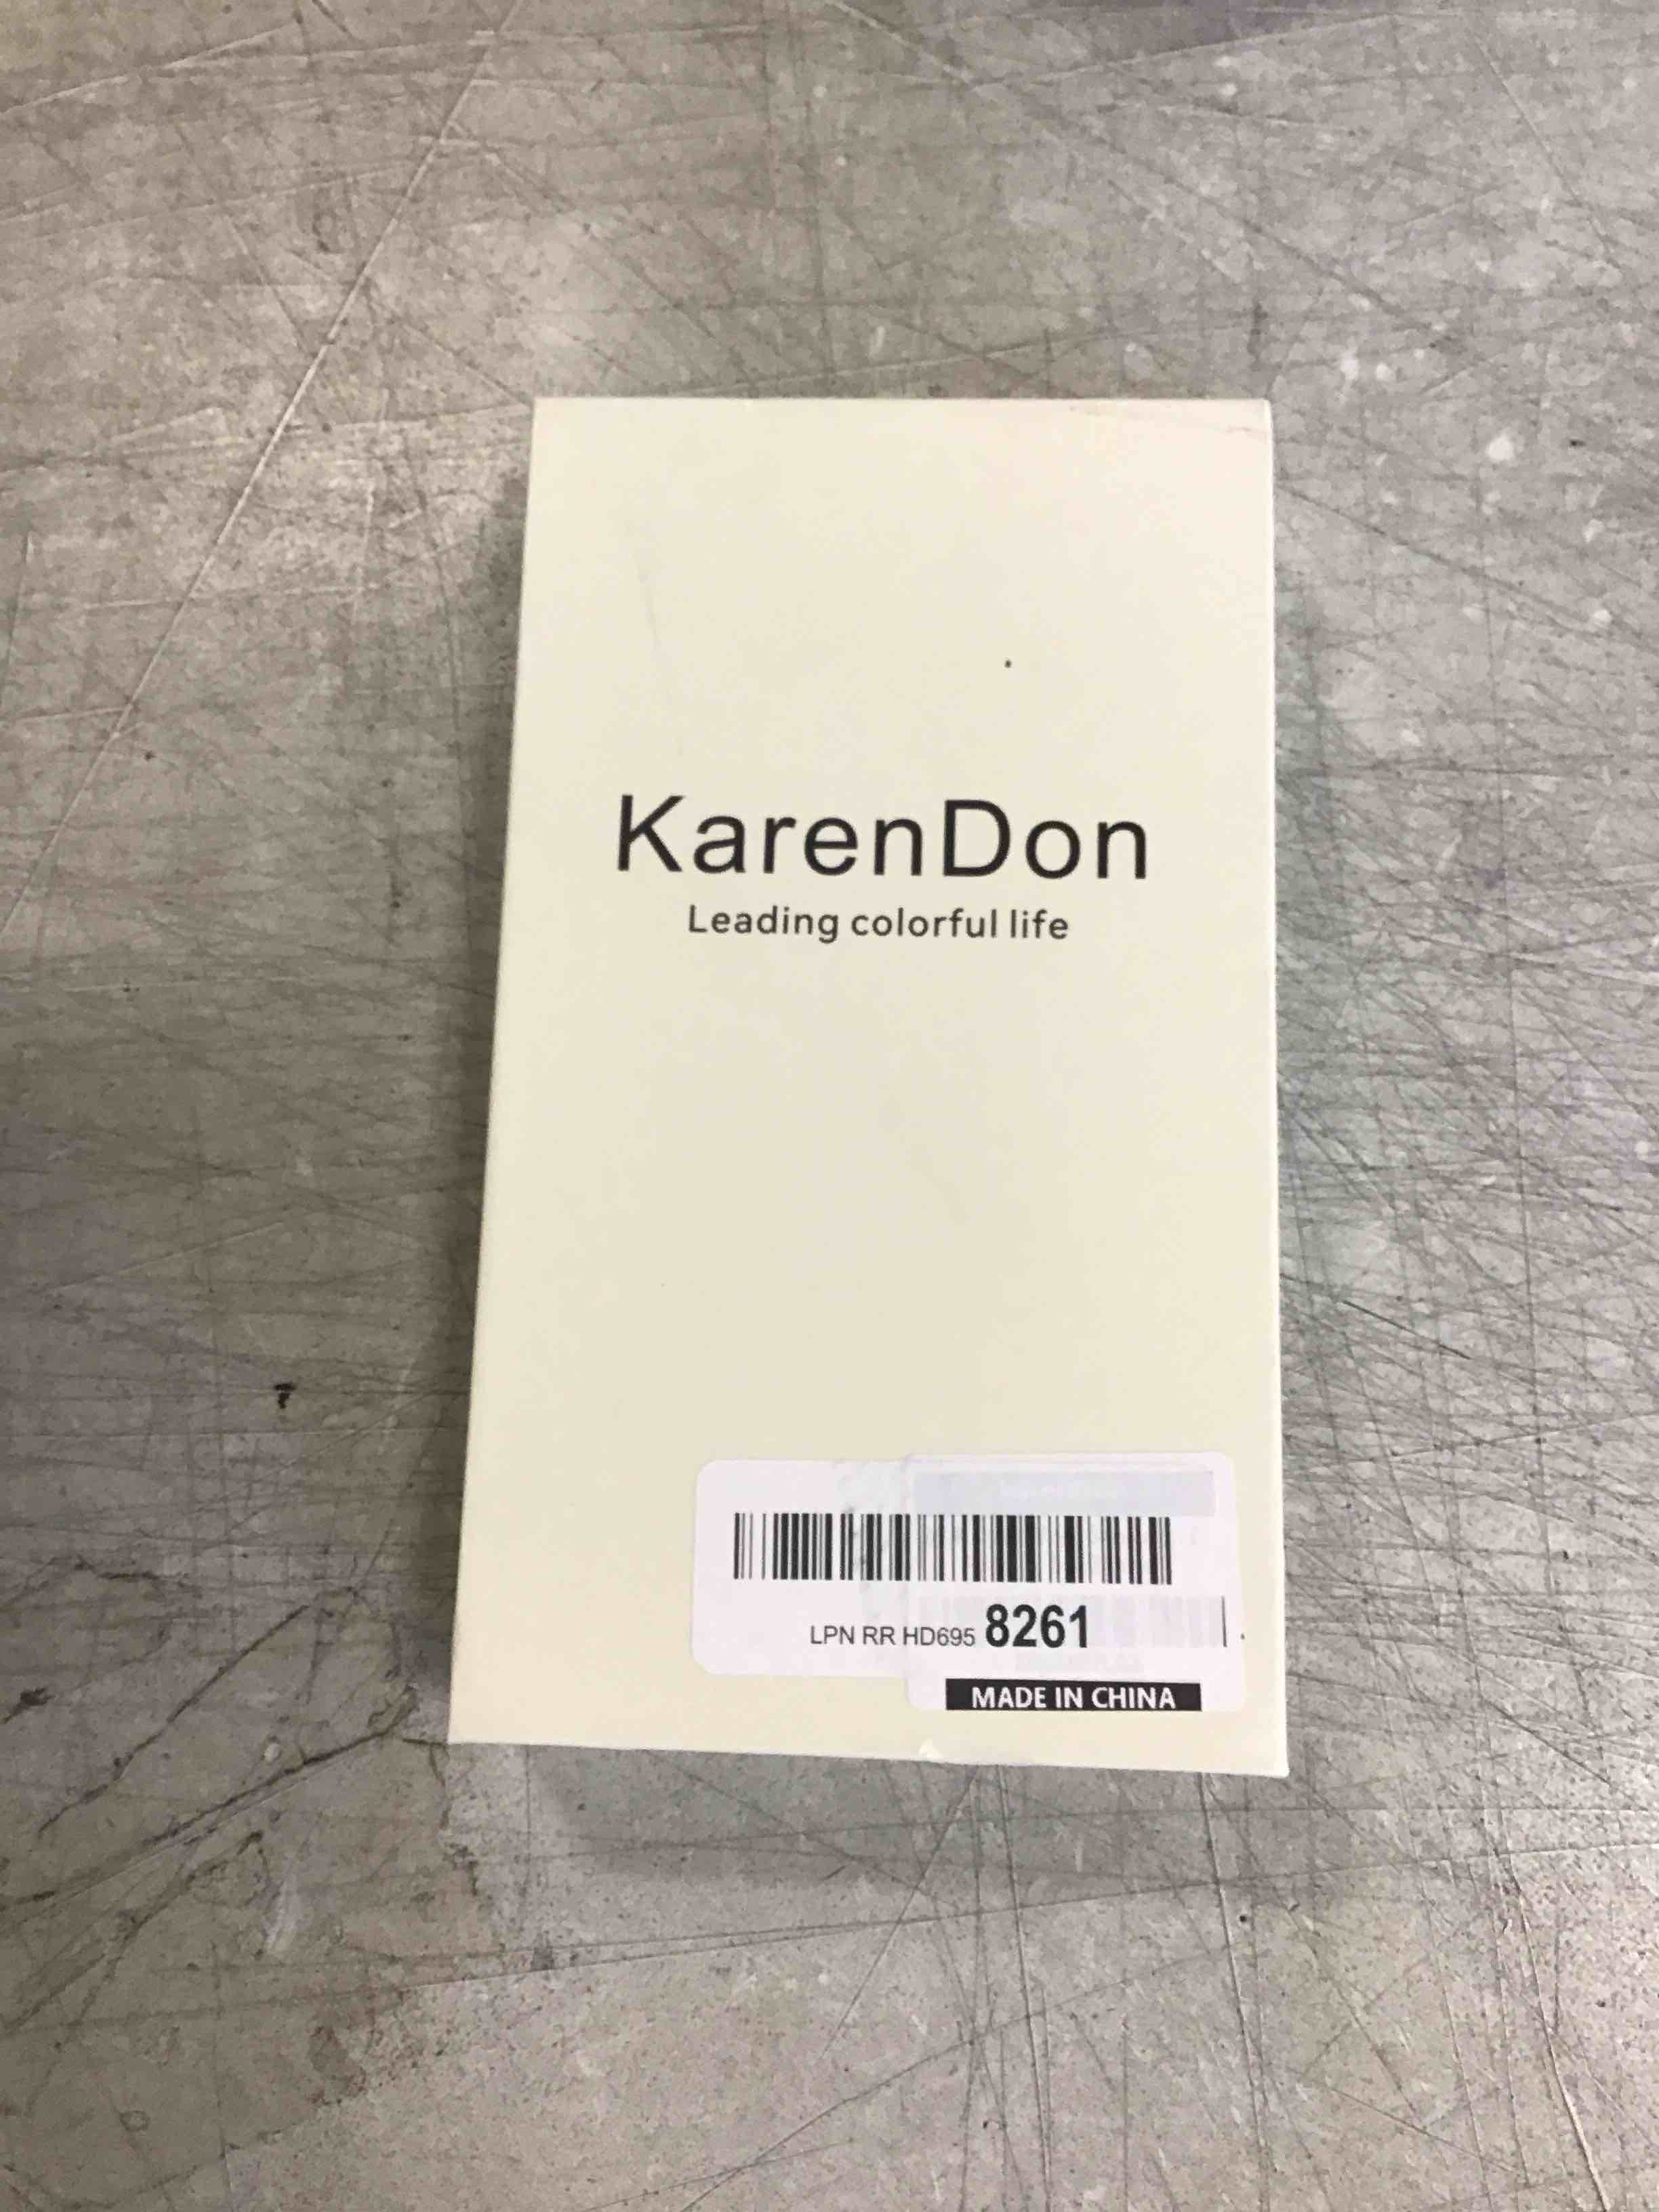 KarenDon
Leading colorful life
LPN RR HD695 8261
MADE IN CHINA